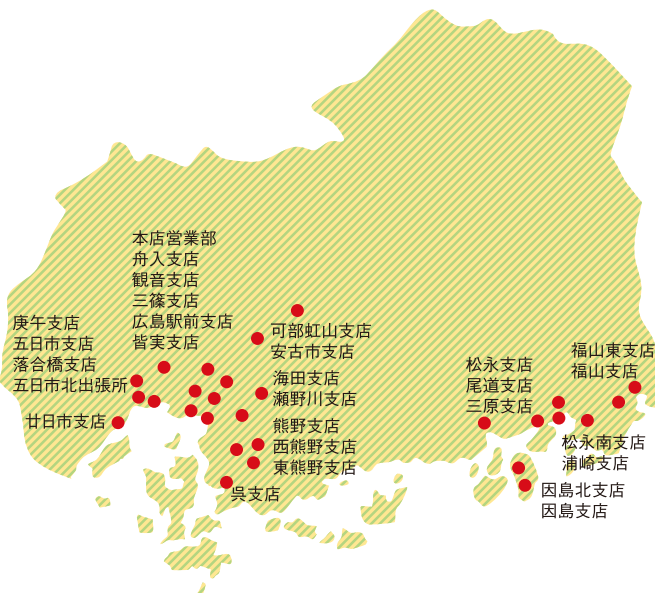 本店営業部
舟入支店
観音支店
三篠支店
広島駅前支店
皆実支店
庚午支店
五日市支店
落合橋支店
五日市北出張所
廿日市支店
可部虹山支店
安古市支店
海田支店
瀬野川支店
熊野支店
西熊野支店
東熊野支店
呉支店
松永支店
尾道支店
三原支店
福山東支店
福山支店
松永南支店
浦崎支店
因島北支店
因島支店